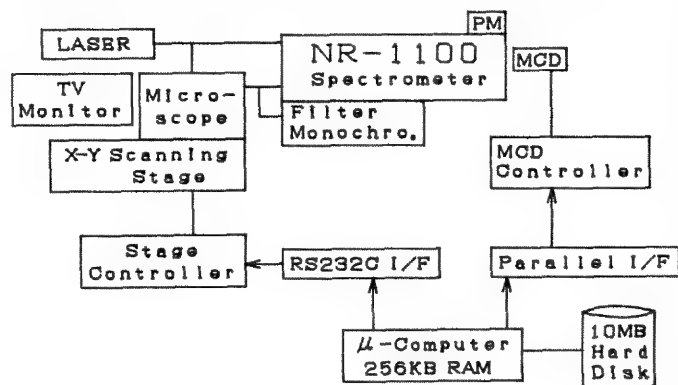 PM
LASER
NR-1100
Spectrometer
MCD
TV
Monitor
Micro-
scope
Filter
Monochro.
X-Y Scanning
Stage
MCD
Controller
Stage
Controller
RS232C I/F
Parallel I/F
μ-Computer
256KB RAM
10MB
Hard
Disk